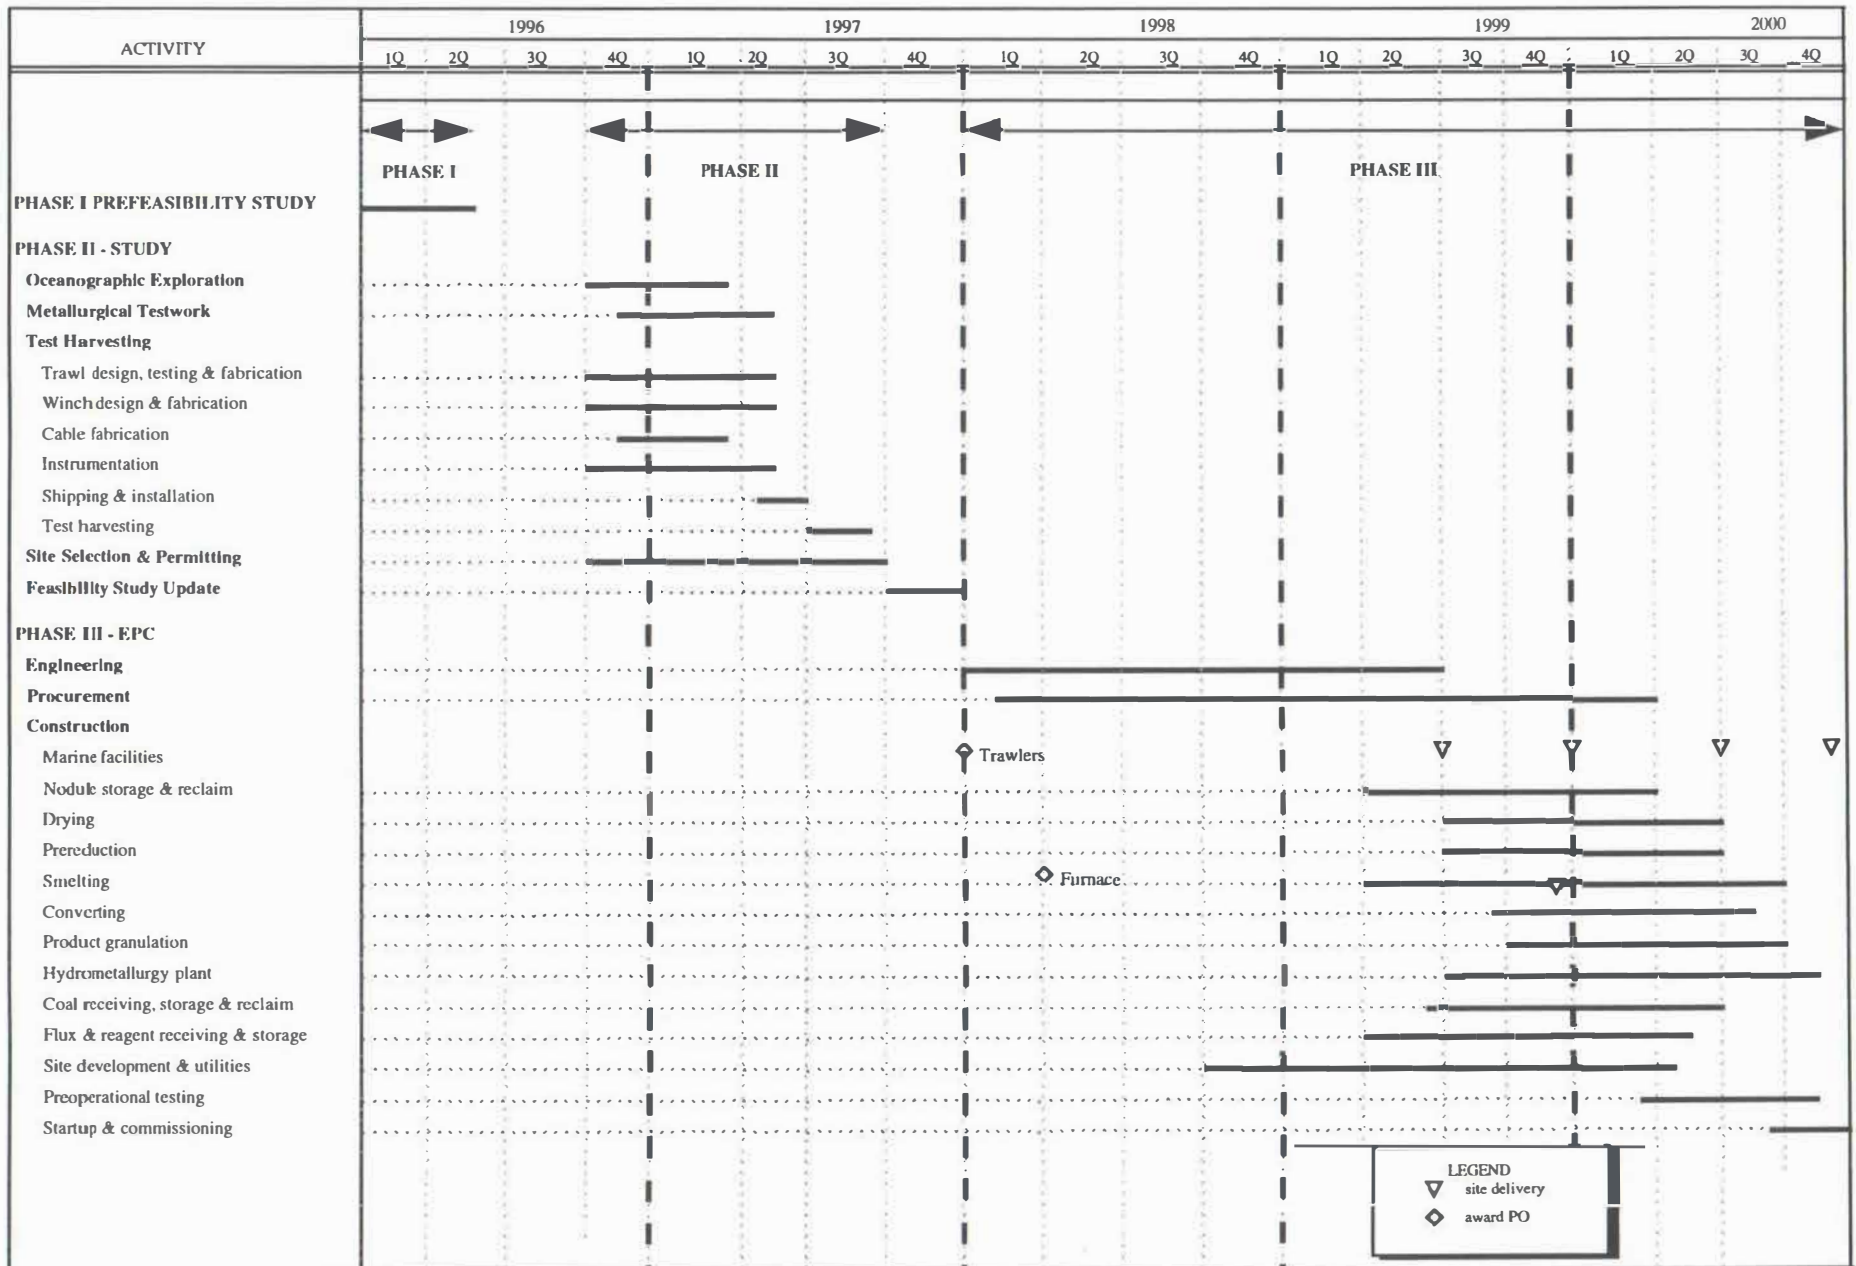 1996 1997 1998 1999 2000
ACTIVITY
1Q 2Q 3Q 4Q 1Q 2Q 3Q 4Q 1Q 2Q 3Q 4Q 1Q 2Q 3Q 4Q 1Q 2Q 3Q 4Q
PHASE I PHASE II PHASE III
PHASE I PREFEASIBILITY STUDY
PHASE II - STUDY
Oceanographic Exploration
Metallurgical Testwork
Test Harvesting
Trawl design, testing & fabrication
Winch design & fabrication
Cable fabrication
Instrumentation
Shipping & installation
Test harvesting
Site Selection & Permitting
Feasibility Study Update
PHASE III - EPC
Engineering
Procurement
Construction
Marine facilities Trawlers
Nodule storage & reclaim
Drying
Prereduction
Smelting Furnace
Converting
Product granulation
Hydrometallurgy plant
Coal receiving, storage & reclaim
Flux & reagent receiving & storage
Site development & utilities
Preoperational testing
Startup & commissioning
LEGEND
site delivery
award PO